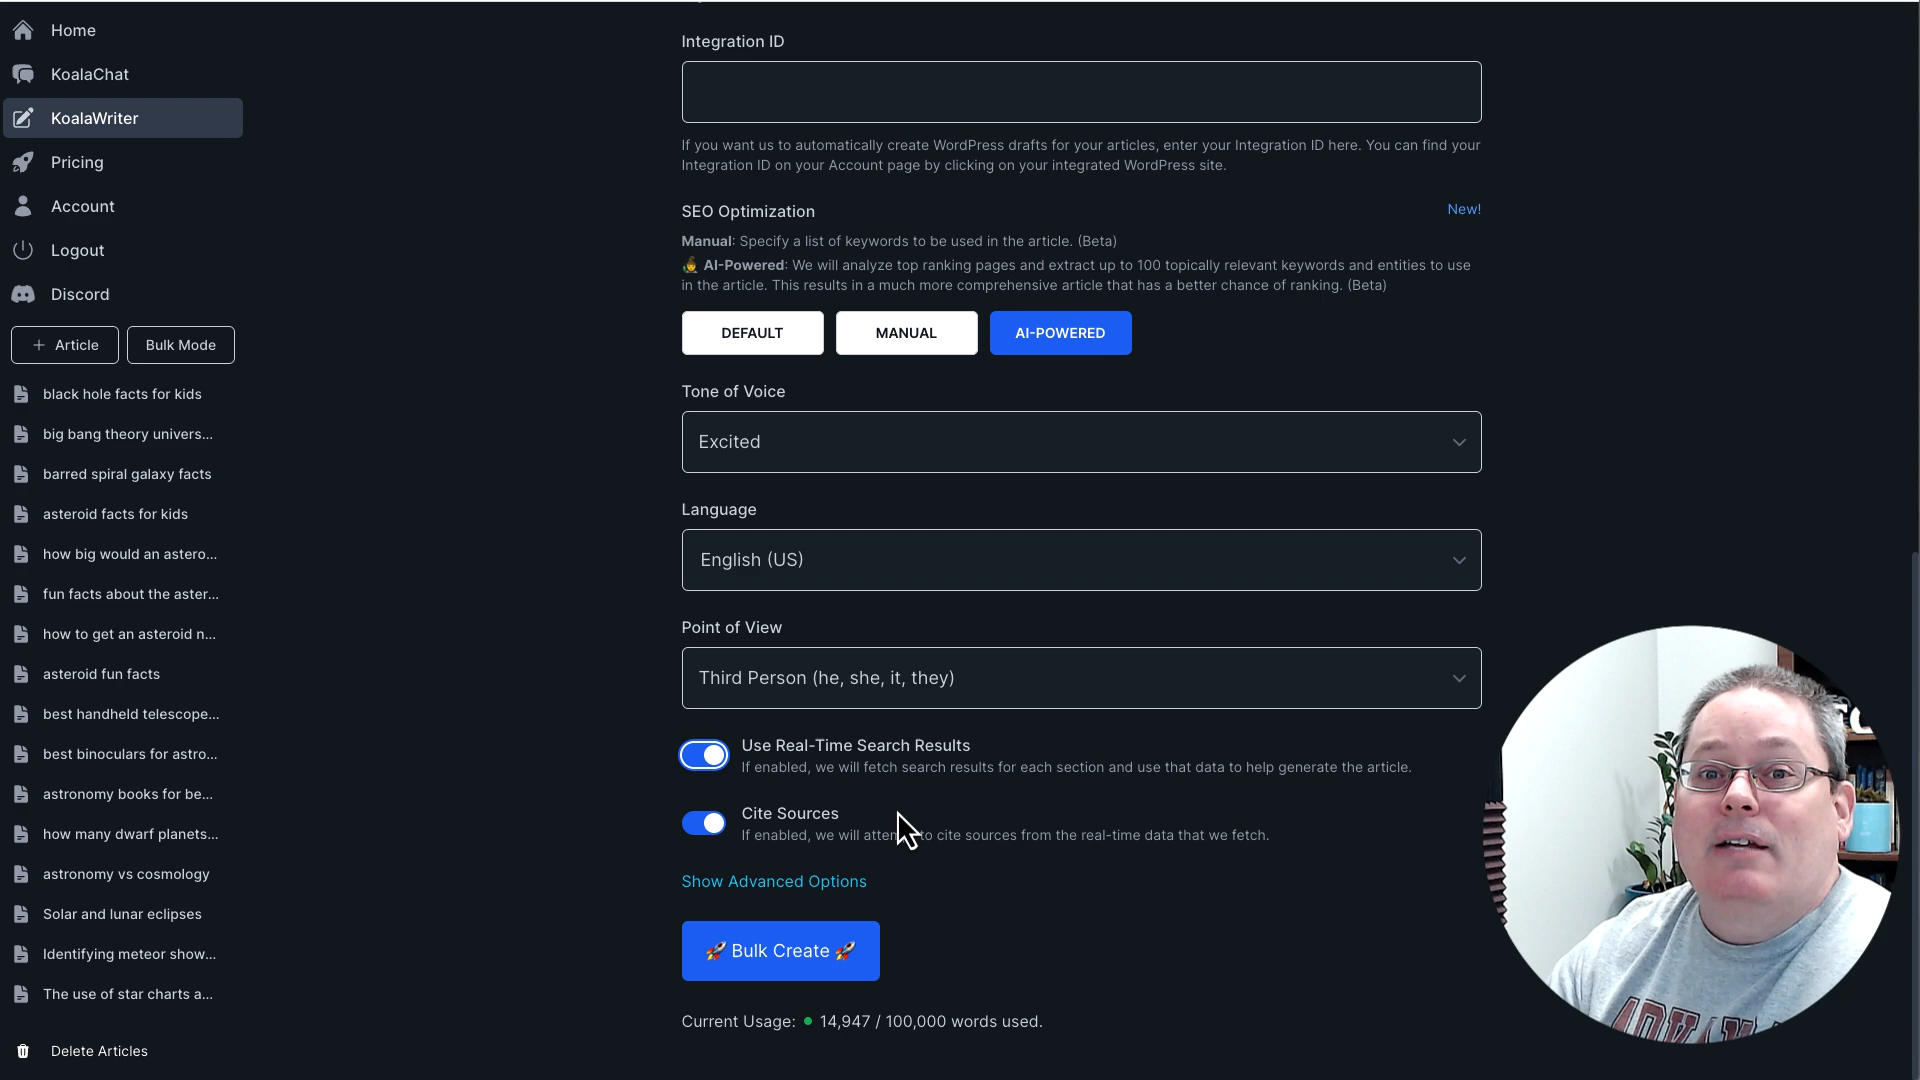 Home
KoalaChat
KoalaWriter
Pricing
Account
Logout
Discord
+ Article
Bulk Mode
black hole facts for kids
big bang theory univers...
barred spiral galaxy facts
asteroid facts for kids
how big would an astero...
fun facts about the aster...
how to get an asteroid n...
asteroid fun facts
best handheld telescope...
best binoculars for astro...
astronomy books for be...
how many dwarf planets...
astronomy vs cosmology
Solar and lunar eclipses
Identifying meteor show...
The use of star charts a...
Delete Articles
Integration ID
If you want us to automatically create WordPress drafts for your articles, enter your Integration ID here. You can find your
Integration ID on your Account page by clicking on your integrated WordPress site.
SEO Optimization
New!
Manual: Specify a list of keywords to be used in the article. (Beta)
AI-Powered: We will analyze top ranking pages and extract up to 100 topically relevant keywords and entities to use
in the article. This results in a much more comprehensive article that has a better chance of ranking. (Beta)
DEFAULT
MANUAL
AI-POWERED
Tone of Voice
Excited
Language
English (US)
Point of View
Third Person (he, she, it, they)
Use Real-Time Search Results
If enabled, we will fetch search results for each section and use that data to help generate the article.
Cite Sources
If enabled, we will attem to cite sources from the real-time data that we fetch.
Show Advanced Options
🚀 Bulk Create 🚀
Current Usage: 14,947 / 100,000 words used.